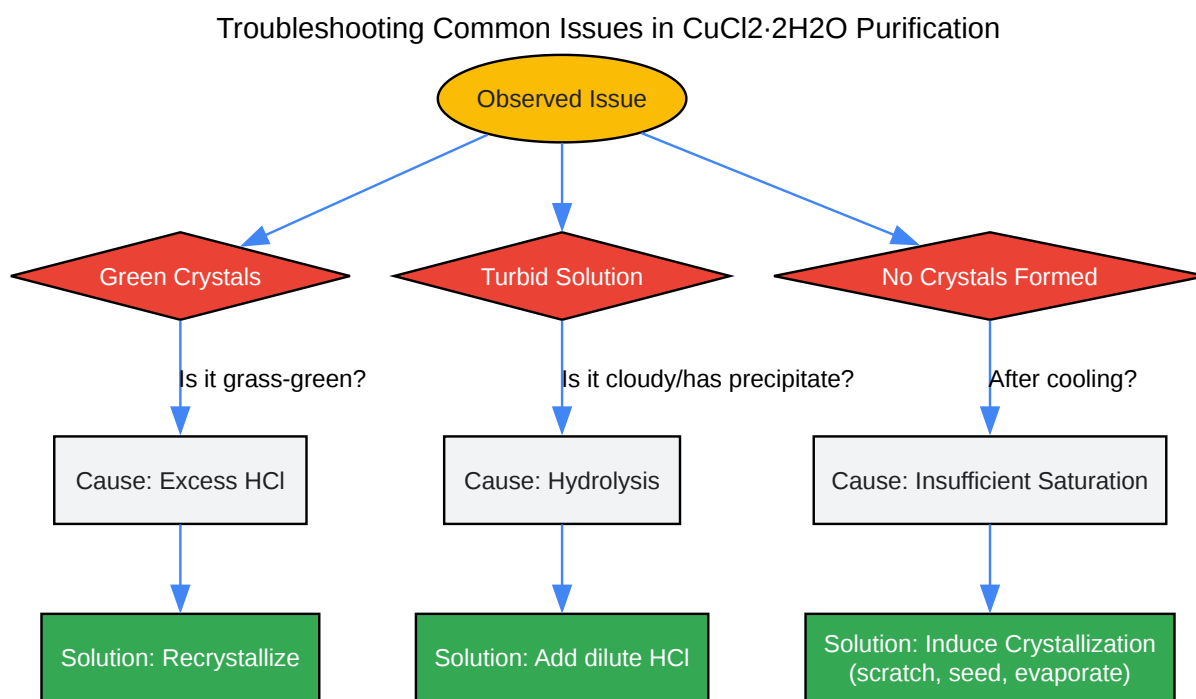 Troubleshooting Common Issues in CuCl2·2H2O Purification
Observed Issue
Green Crystals
Turbid Solution
No Crystals Formed
Is it grass-green?
Is it cloudy/has precipitate?
After cooling?
Cause: Excess HCl
Cause: Hydrolysis
Cause: Insufficient Saturation
Solution: Recrystallize
Solution: Add dilute HCl
Solution: Induce Crystallization
(scratch, seed, evaporate)